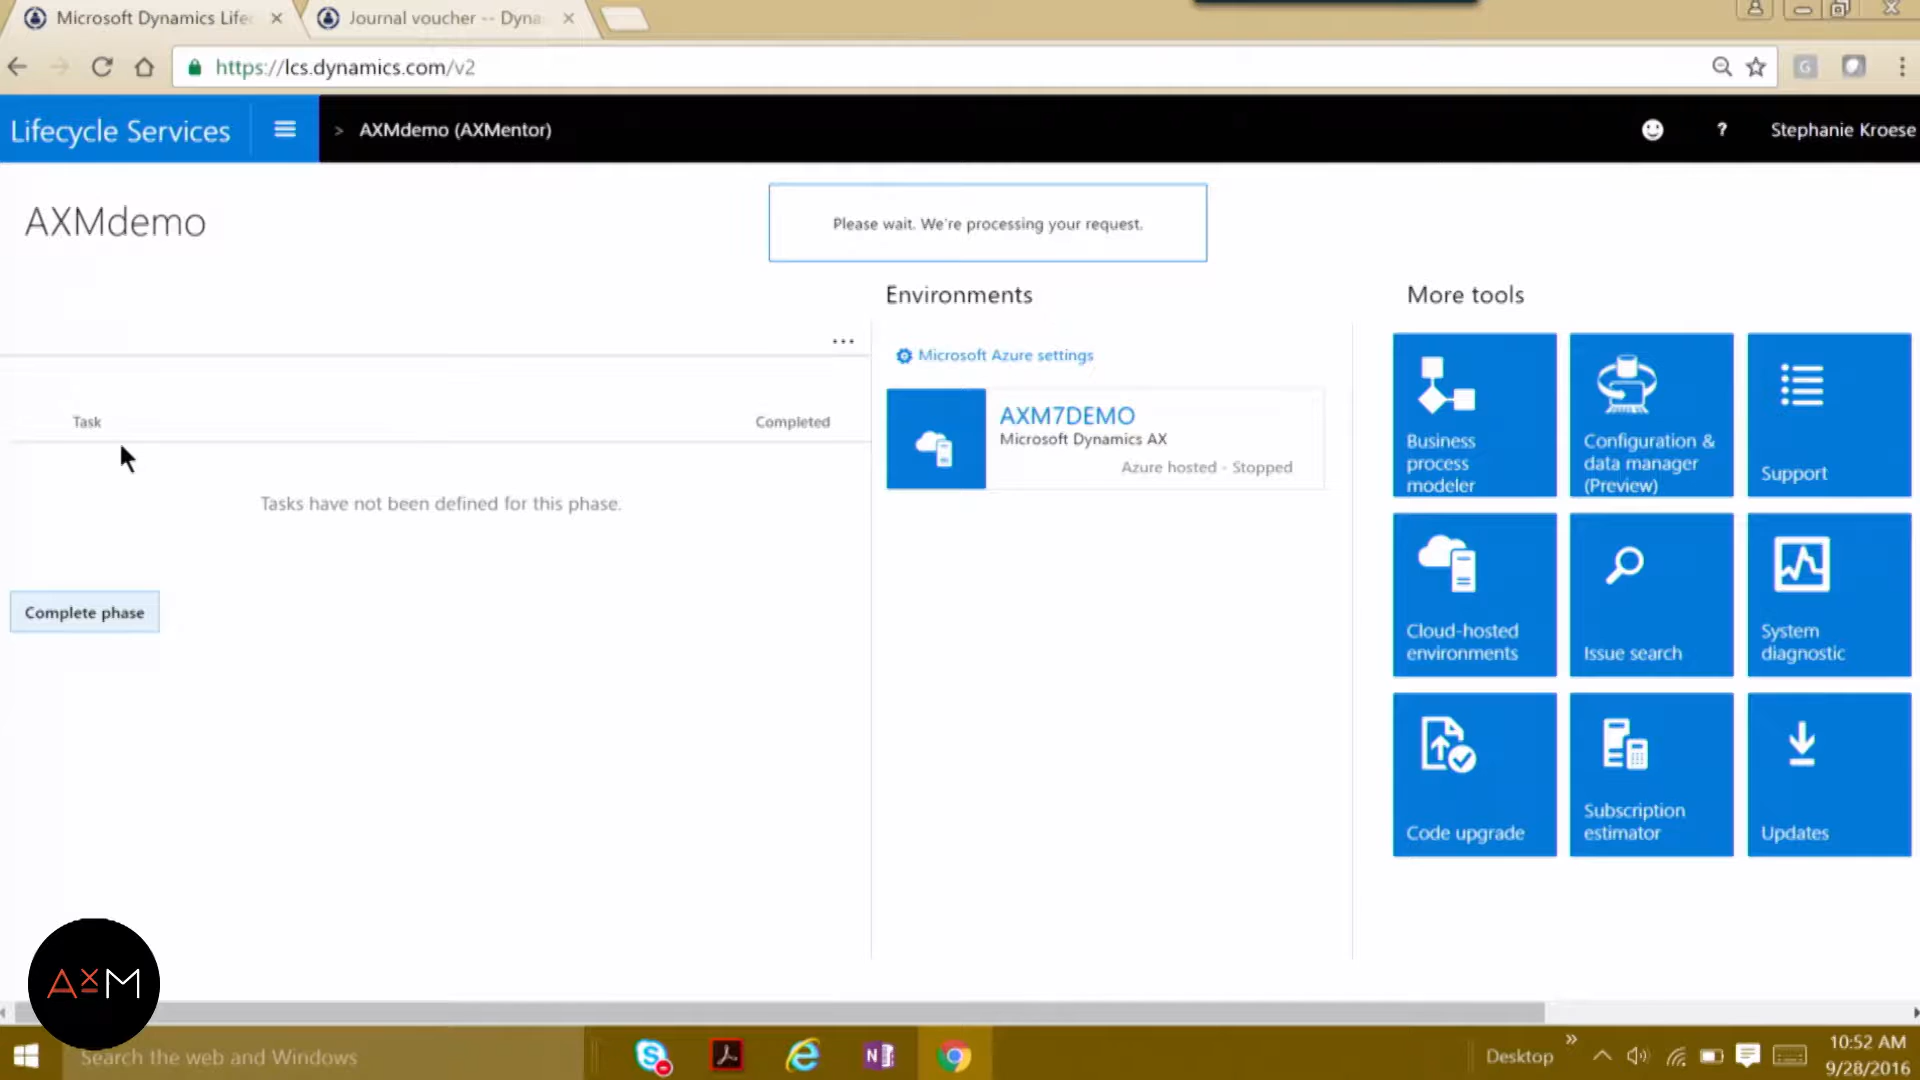 Microsoft Dynamics Life
Journal voucher -- Dyna
https://lcs.dynamics.com/v2
G
Lifecycle Services
> AXMdemo (AXMentor)
?
Stephanie Kroese
AXMdemo
Please wait. We're processing your request.
Environments
More tools
...
Microsoft Azure settings
Task
Completed
AXM7DEMO
Microsoft Dynamics AX
Azure hosted - Stopped
Tasks have not been defined for this phase.
Complete phase
Business
process
modeler
Configuration &
data manager
(Preview)
Support
Cloud-hosted
environments
Issue search
System
diagnostic
Code upgrade
Subscription
estimator
Updates
AXM
Search the web and Windows
N
Desktop
10:52 AM
9/28/2016